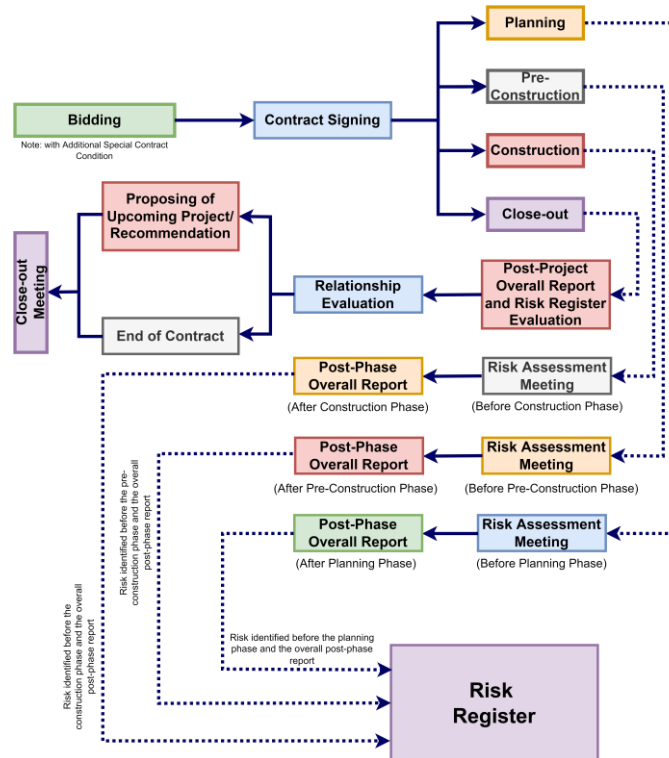 Planning
Pre-
Construction
Bidding
Contract Signing
Note: with Additional Special Contract
Condition
Construction
Close-out
Proposing of
Upcoming Project/
Recommendation
Close-out
Meeting
Relationship
Evaluation
Post-Project
Overall Report
and Risk Register
Evaluation
End of Contract
Post-Phase
Overall Report
(After Construction Phase)
Risk Assessment
Meeting
(Before Construction Phase)
Post-Phase
Overall Report
(After Pre-Construction Phase)
Risk Assessment
Meeting
(Before Pre-Construction Phase)
Post-Phase
Overall Report
(After Planning Phase)
Risk Assessment
Meeting
(Before Planning Phase)
Risk identified before the
construction phase and the overall
post-phase report
Risk identified before the pre-
construction phase and the overall
post-phase report
Risk identified before the planning
phase and the overall post-phase
report
Risk
Register